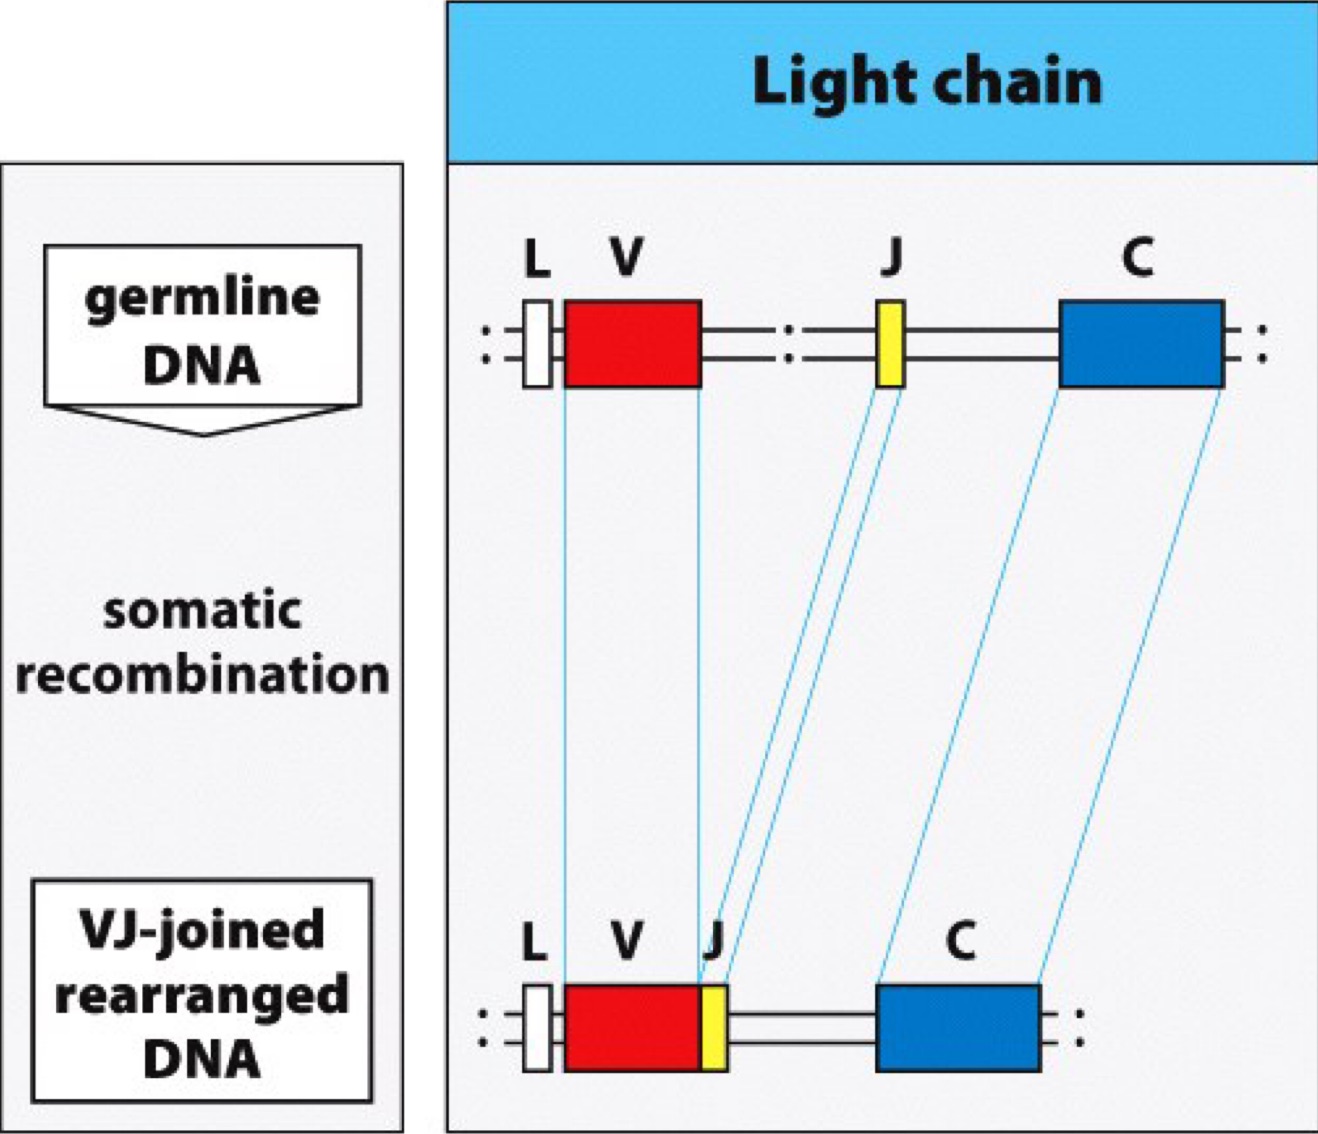 Light chain
germline
DNA
L V J C
somatic
recombination
VJ-joined
rearranged
DNA
L V J C